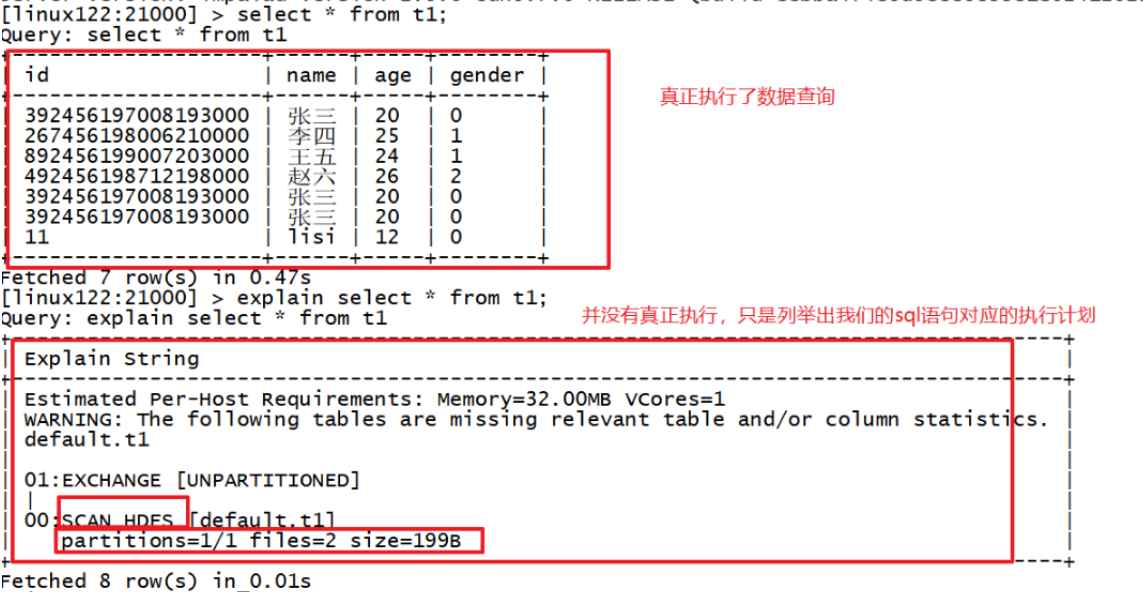 [linux122:21000] > select * from t1;
Query: select * from t1
+--------------------+------+-----+--------+
| id | name | age | gender |
+--------------------+------+-----+--------+
| 392456197008193000 | 张三 | 20 | 0 |
| 267456198006210000 | 李四 | 25 | 1 |
| 892456199007203000 | 王五 | 24 | 1 |
| 492456198712198000 | 赵六 | 26 | 2 |
| 392456197008193000 | 张三 | 20 | 0 |
| 392456197008193000 | 张三 | 20 | 0 |
| 11 | lisi | 12 | 0 |
+--------------------+------+-----+--------+
真正执行了数据查询
Fetched 7 row(s) in 0.47s
[linux122:21000] > explain select * from t1;
Query: explain select * from t1
并没有真正执行，只是列举出我们的sql语句对应的执行计划
| Explain String |
| Estimated Per-Host Requirements: Memory=32.00MB VCores=1 |
| WARNING: The following tables are missing relevant table and/or column statistics. |
| default.t1 |
| 01:EXCHANGE [UNPARTITIONED] |
| | |
| 00:SCAN HDFS [default.t1] |
| partitions=1/1 files=2 size=199B |
Fetched 8 row(s) in 0.01s